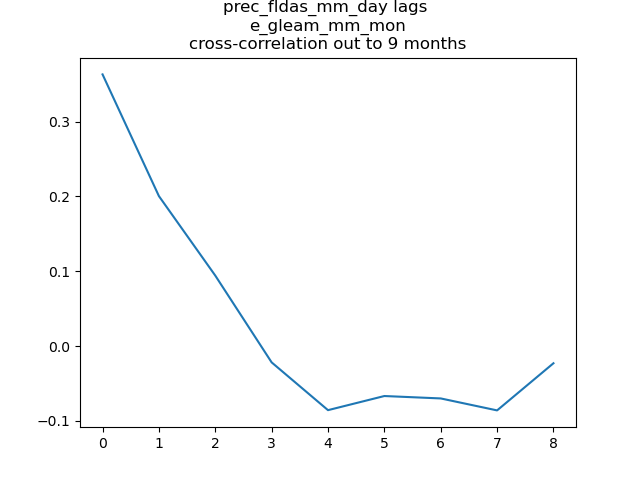 prec_fldas_mm_day lags
e_gleam_mm_mon
cross-correlation out to 9 months
0.3
0.2
0.1
0.0
−0.1
0 1 2 3 4 5 6 7 8